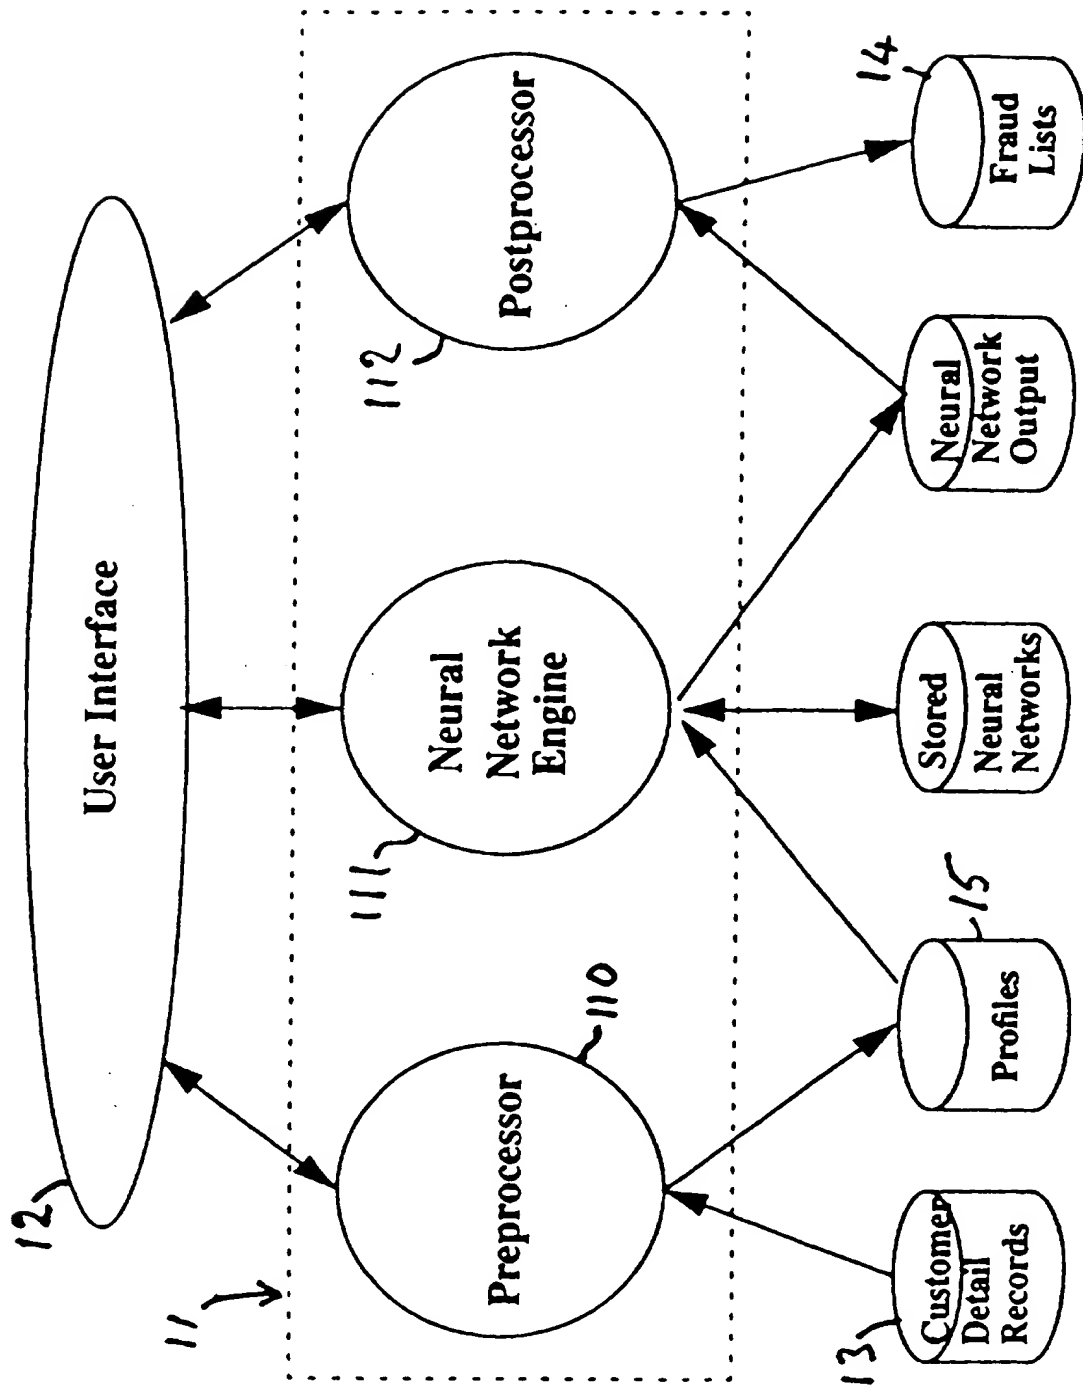 12
User Interface
11
110
Preprocessor
111
Neural
Network
Engine
112
Postprocessor
13
Customer
Detail
Records
15
Profiles
Stored
Neural
Networks
Neural
Network
Output
14
Fraud
Lists